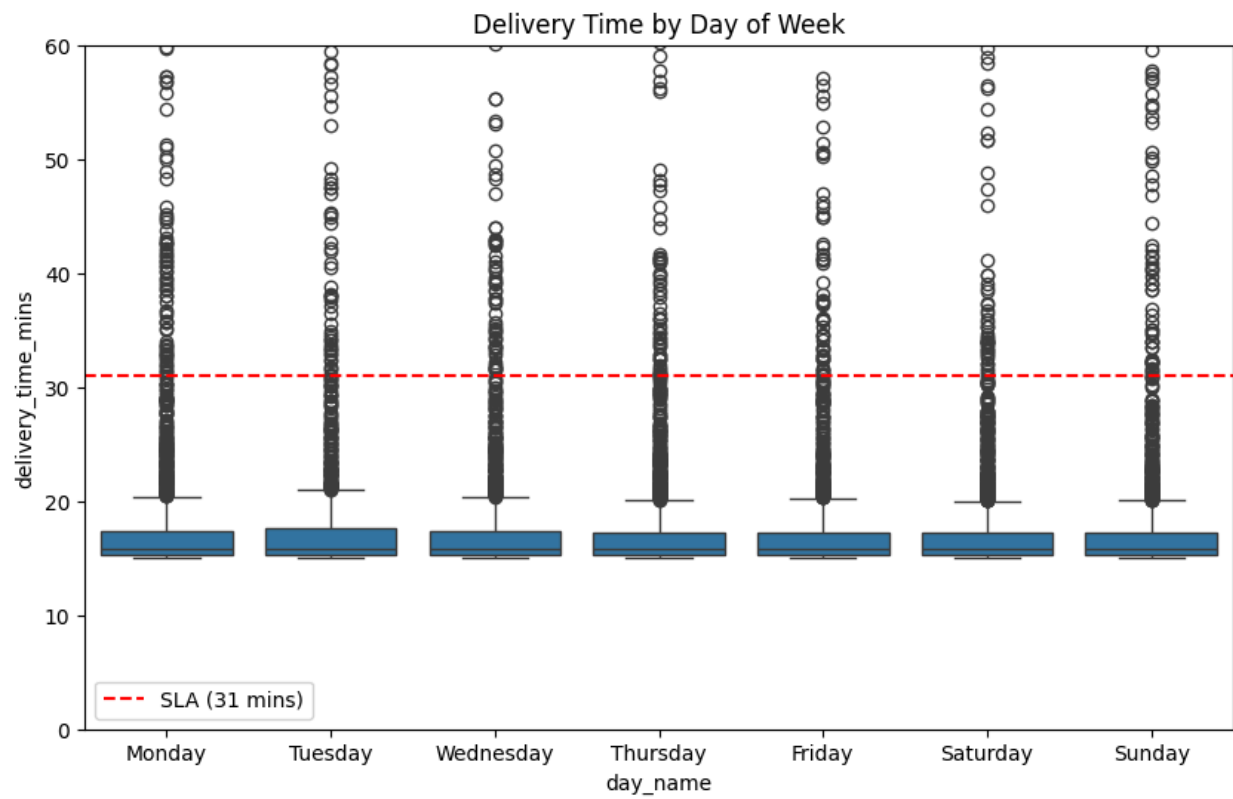 Delivery Time by Day of Week
delivery_time_mins
60
50
40
30
20
10
0
SLA (31 mins)
Monday Tuesday Wednesday Thursday Friday Saturday Sunday
day_name